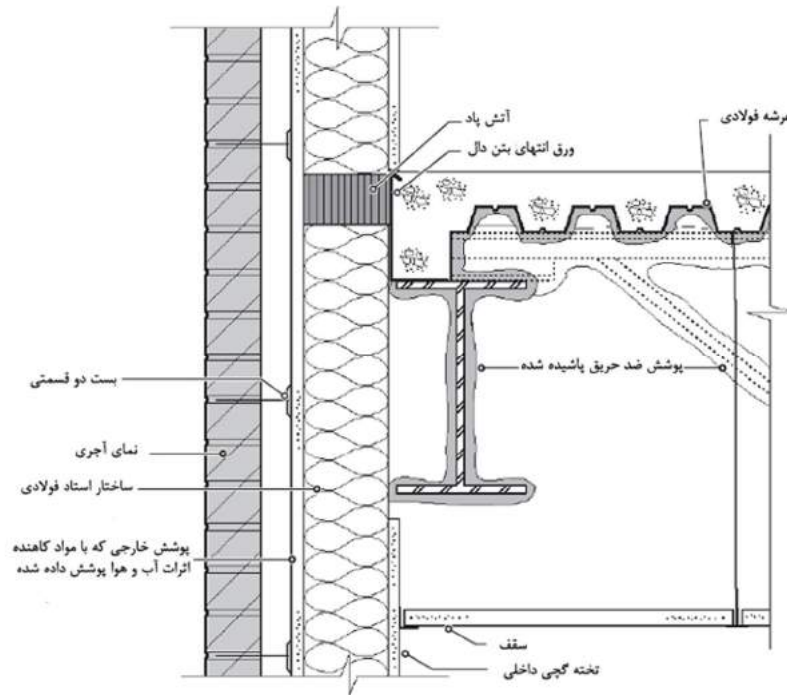 آتش پاد
ورق انتهای بتن دال
عرشه فولادی
پوشش ضد حریق پاشیده شده
بست دو قسمتی
نمای آجری
ساختار استاد فولادی
پوشش خارجی که با مواد کاهنده
اثرات آب و هوا پوشش داده شده
سقف
تخته گچی داخلی